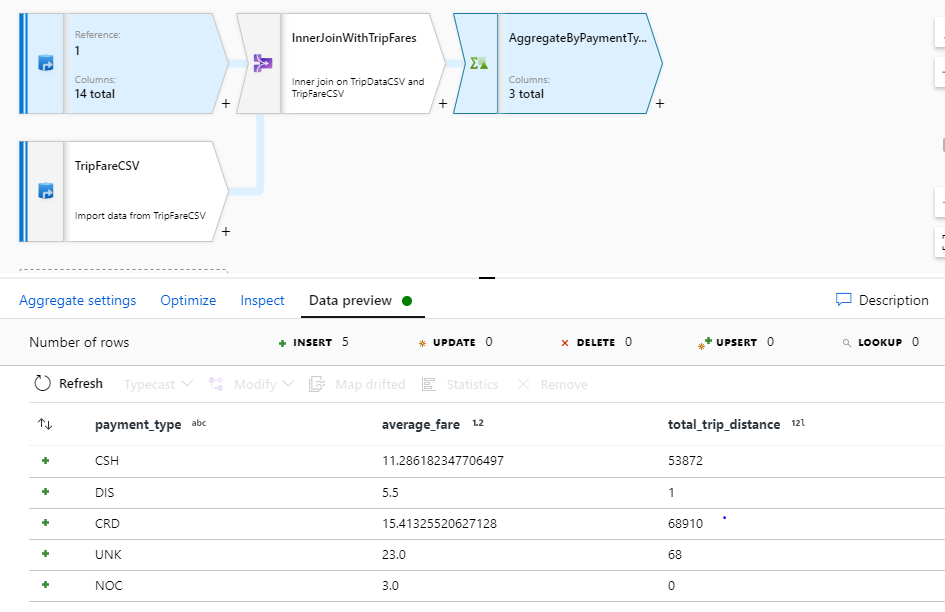 Reference:
1
Columns:
14 total
InnerJoinWithTripFares
Inner join on TripDataCSV and
TripFareCSV
AggregateByPaymentTy...
Columns:
3 total
+
+
+
TripFareCSV
Import data from TripFareCSV
+
Aggregate settings Optimize Inspect Data preview Description
Number of rows + INSERT 5 UPDATE 0 DELETE 0 UPSERT 0 LOOKUP 0
Refresh Typecast Modify Map drifted Statistics Remove
payment_type abc average_fare 1.2 total_trip_distance 12l
+ CSH 11.286182347706497 53872
+ DIS 5.5 1
+ CRD 15.41325520627128 68910
+ UNK 23.0 68
+ NOC 3.0 0